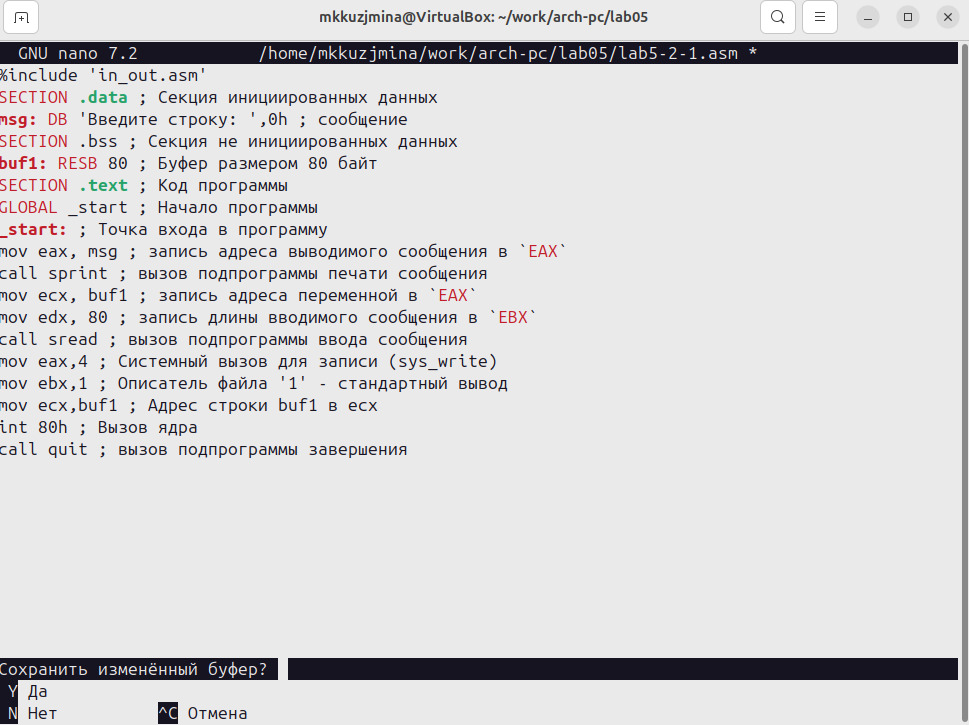 mkkuzjmina@VirtualBox: ~/work/arch-pc/lab05
GNU nano 7.2 /home/mkkuzjmina/work/arch-pc/lab05/lab5-2-1.asm *
%include 'in_out.asm'
SECTION .data ; Секция инициированных данных
msg: DB 'Введите строку: ',0h ; сообщение
SECTION .bss ; Секция не инициированных данных
buf1: RESB 80 ; Буфер размером 80 байт
SECTION .text ; Код программы
GLOBAL _start ; Начало программы
_start: ; Точка входа в программу
mov eax, msg ; запись адреса выводимого сообщения в `EAX`
call sprint ; вызов подпрограммы печати сообщения
mov ecx, buf1 ; запись адреса переменной в `EAX`
mov edx, 80 ; запись длины вводимого сообщения в `EBX`
call sread ; вызов подпрограммы ввода сообщения
mov eax,4 ; Системный вызов для записи (sys_write)
mov ebx,1 ; Описатель файла '1' - стандартный вывод
mov ecx,buf1 ; Адрес строки buf1 в ecx
int 80h ; Вызов ядра
call quit ; вызов подпрограммы завершения
Сохранить изменённый буфер?
Y Да
N Нет ^C Отмена